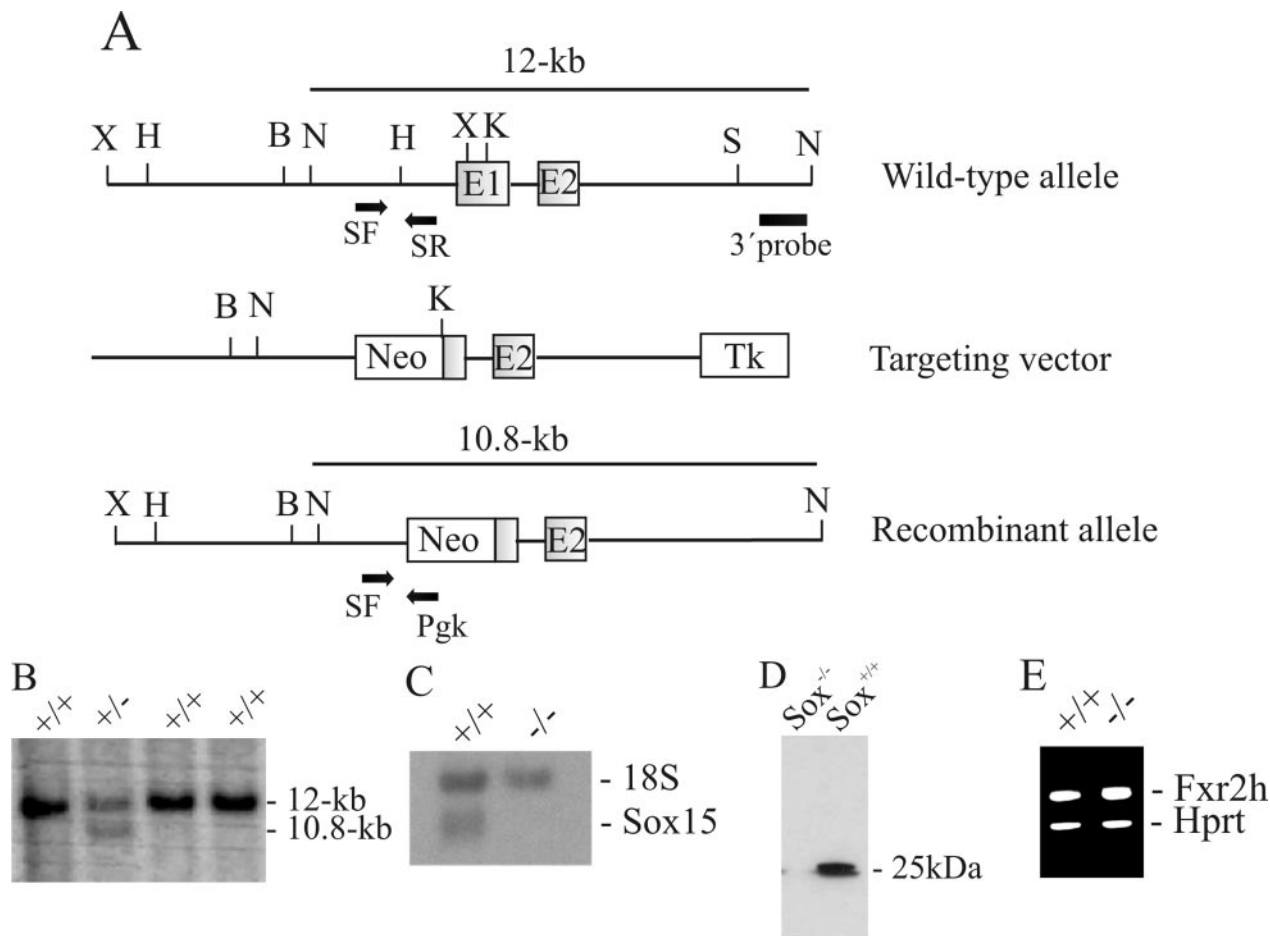 A
12-kb
X H B N H X K S N
E1 E2
Wild-type allele
SF SR 3´probe
B N K
Neo E2 Tk
Targeting vector
10.8-kb
X H B N N
Neo E2
Recombinant allele
SF Pgk
B
+/+ +/- +/+ +/+
- 12-kb
- 10.8-kb
C
+/+ -/-
- 18S
- Sox15
D
Sox-/- Sox+/+
- 25kDa
E
+/+ -/-
- Fxr2h
- Hprt